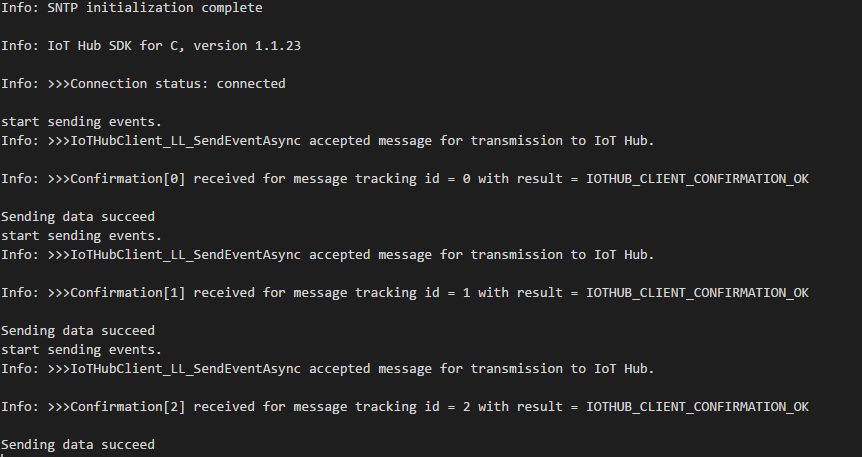 Info: SNTP initialization complete
Info: IoT Hub SDK for C, version 1.1.23
Info: >>>Connection status: connected
start sending events.
Info: >>>IoTHubClient_LL_SendEventAsync accepted message for transmission to IoT Hub.
Info: >>>Confirmation[0] received for message tracking id = 0 with result = IOTHUB_CLIENT_CONFIRMATION_OK
Sending data succeed
start sending events.
Info: >>>IoTHubClient_LL_SendEventAsync accepted message for transmission to IoT Hub.
Info: >>>Confirmation[1] received for message tracking id = 1 with result = IOTHUB_CLIENT_CONFIRMATION_OK
Sending data succeed
start sending events.
Info: >>>IoTHubClient_LL_SendEventAsync accepted message for transmission to IoT Hub.
Info: >>>Confirmation[2] received for message tracking id = 2 with result = IOTHUB_CLIENT_CONFIRMATION_OK
Sending data succeed